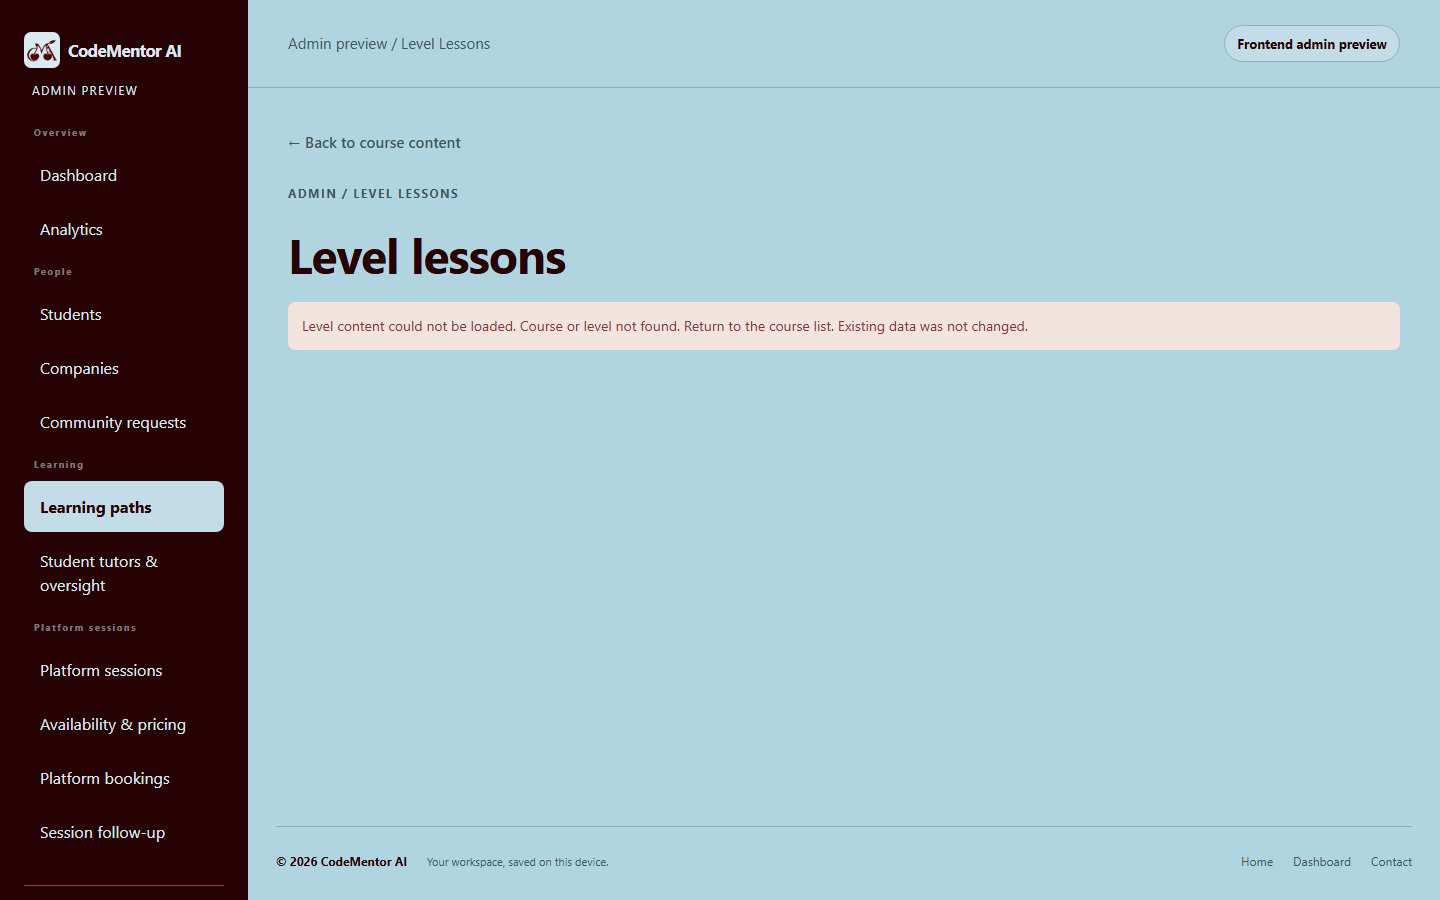 CodeMentor AI
ADMIN PREVIEW
Overview
Dashboard
Analytics
People
Students
Companies
Community requests
Learning
Learning paths
Student tutors &
oversight
Platform sessions
Platform sessions
Availability & pricing
Platform bookings
Session follow-up
Admin preview / Level Lessons
Frontend admin preview
← Back to course content
ADMIN / LEVEL LESSONS
Level lessons
Level content could not be loaded. Course or level not found. Return to the course list. Existing data was not changed.
© 2026 CodeMentor AI
Your workspace, saved on this device.
Home
Dashboard
Contact